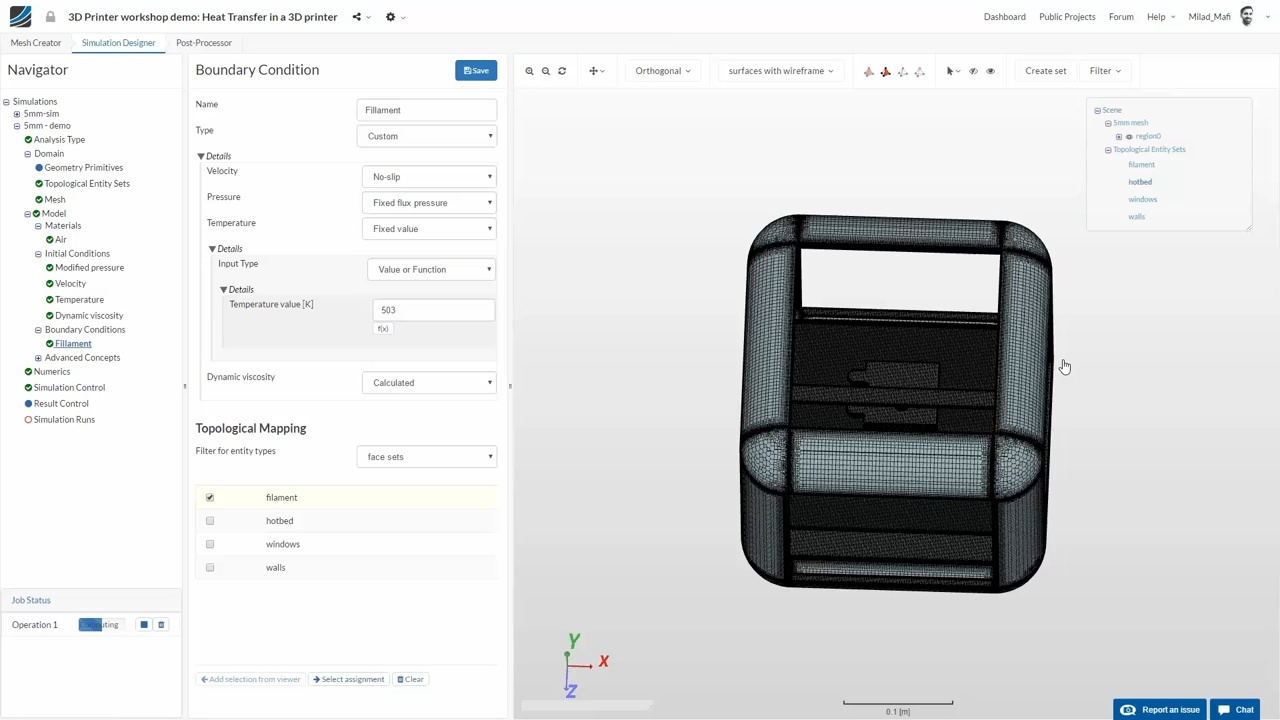 3D Printer workshop demo: Heat Transfer in a 3D printer
Dashboard
Public Projects
Forum
Help
Milad_Mafi
Mesh Creator
Simulation Designer
Post-Processor
Navigator
Simulations
5mm-sim
5mm - demo
Analysis Type
Domain
Geometry Primitives
Topological Entity Sets
Mesh
Model
Materials
Air
Initial Conditions
Modified pressure
Velocity
Temperature
Dynamic viscosity
Boundary Conditions
Fillament
Advanced Concepts
Numerics
Simulation Control
Result Control
Simulation Runs
Job Status
Operation 1
Boundary Condition
Save
Name
Fillament
Type
Custom
Details
Velocity
No-slip
Pressure
Fixed flux pressure
Temperature
Fixed value
Details
Input Type
Value or Function
Details
Temperature value [K]
503
f(x)
Dynamic viscosity
Calculated
Topological Mapping
Filter for entity types
face sets
filament
hotbed
windows
walls
Add selection from viewer
Select assignment
Clear
Orthogonal
surfaces with wireframe
Create set
Filter
Scene
5mm mesh
region0
Topological Entity Sets
filament
hotbed
windows
walls
Y
X
Z
0.1 [m]
Report an issue
Chat